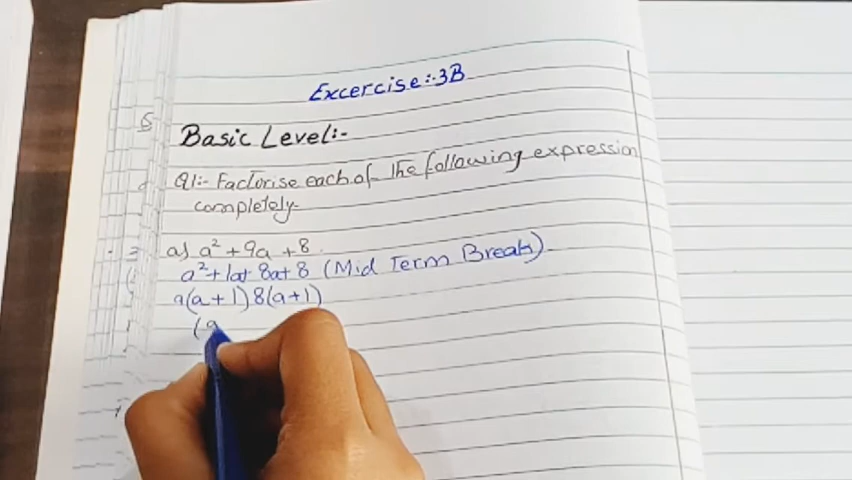 Excercise:-3B
Basic Level:-
Q1:- Factorise each of the following expression
completely.
a) a² + 9a + 8
a² + 1a + 8a + 8 (Mid Term Break)
a(a + 1) 8(a + 1)
(a